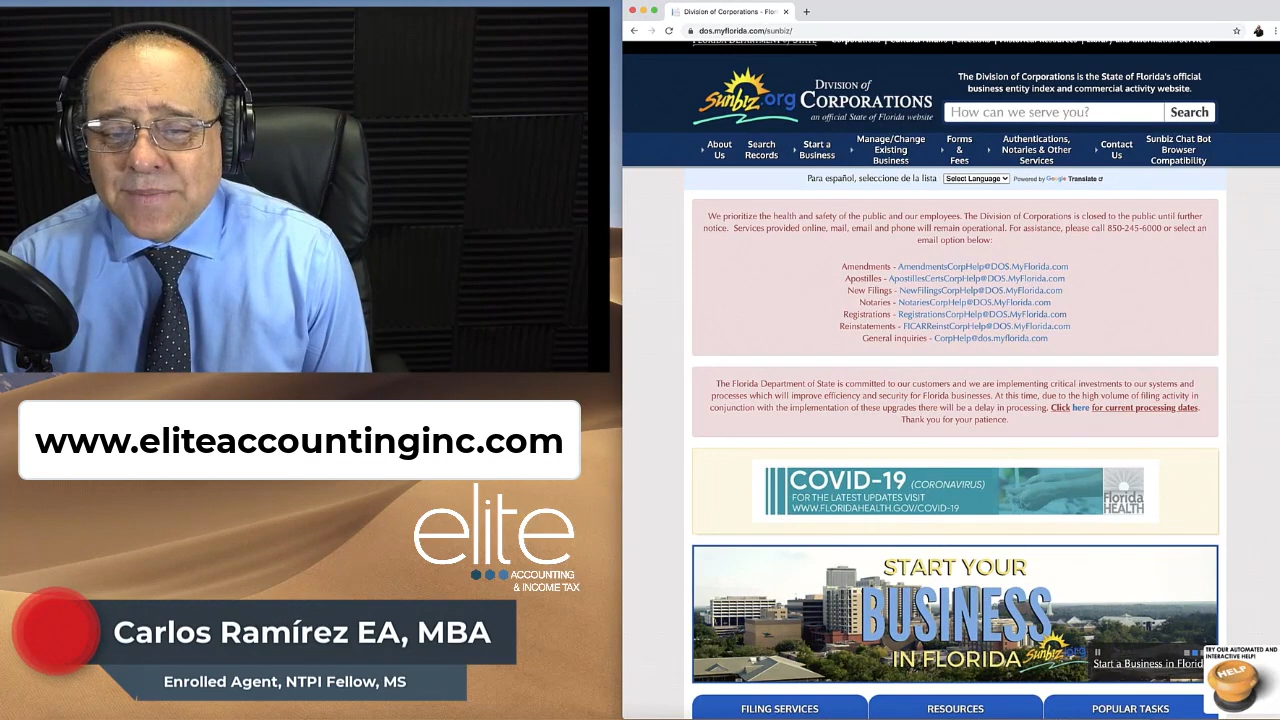 www.eliteaccountinginc.com
elite
ACCOUNTING
& INCOME TAX
Carlos Ramírez EA, MBA
Enrolled Agent, NTPI Fellow, MS
Division of Corporations - Flor
dos.myflorida.com/sunbiz/
Sunbiz.org
DIVISION of
CORPORATIONS
an official State of Florida website
The Division of Corporations is the State of Florida's official
business entity index and commercial activity website.
How can we serve you?
Search
About
Us
Search
Records
Start a
Business
Manage/Change
Existing
Business
Forms
&
Fees
Authentications,
Notaries & Other
Services
Contact
Us
Sunbiz Chat Bot
Browser
Compatibility
Para español, seleccione de la lista
Select Language
Powered by Google Translate
We prioritize the health and safety of the public and our employees. The Division of Corporations is closed to the public until further
notice. Services provided online, mail, email and phone will remain operational. For assistance, please call 850-245-6000 or select an
email option below:
Amendments - AmendmentsCorpHelp@DOS.MyFlorida.com
Apostilles - ApostillesCertsCorpHelp@DOS.MyFlorida.com
New Filings - NewFilingsCorpHelp@DOS.MyFlorida.com
Notaries - NotariesCorpHelp@DOS.MyFlorida.com
Registrations - RegistrationsCorpHelp@DOS.MyFlorida.com
Reinstatements - FICARReinstCorpHelp@DOS.MyFlorida.com
General inquiries - CorpHelp@dos.myflorida.com
The Florida Department of State is committed to our customers and we are implementing critical investments to our systems and
processes which will improve efficiency and security for Florida businesses. At this time, due to the high volume of filing activity in
conjunction with the implementation of these upgrades there will be a delay in processing. Click here for current processing dates.
Thank you for your patience.
COVID-19 (CORONAVIRUS)
FOR THE LATEST UPDATES VISIT
WWW.FLORIDAHEALTH.GOV/COVID-19
Florida
HEALTH
START YOUR
BUSINESS
IN FLORIDA
Sunbiz
Start a Business in Florid
TRY OUR AUTOMATED AND
INTERACTIVE HELP!
HELP
FILING SERVICES
RESOURCES
POPULAR TASKS